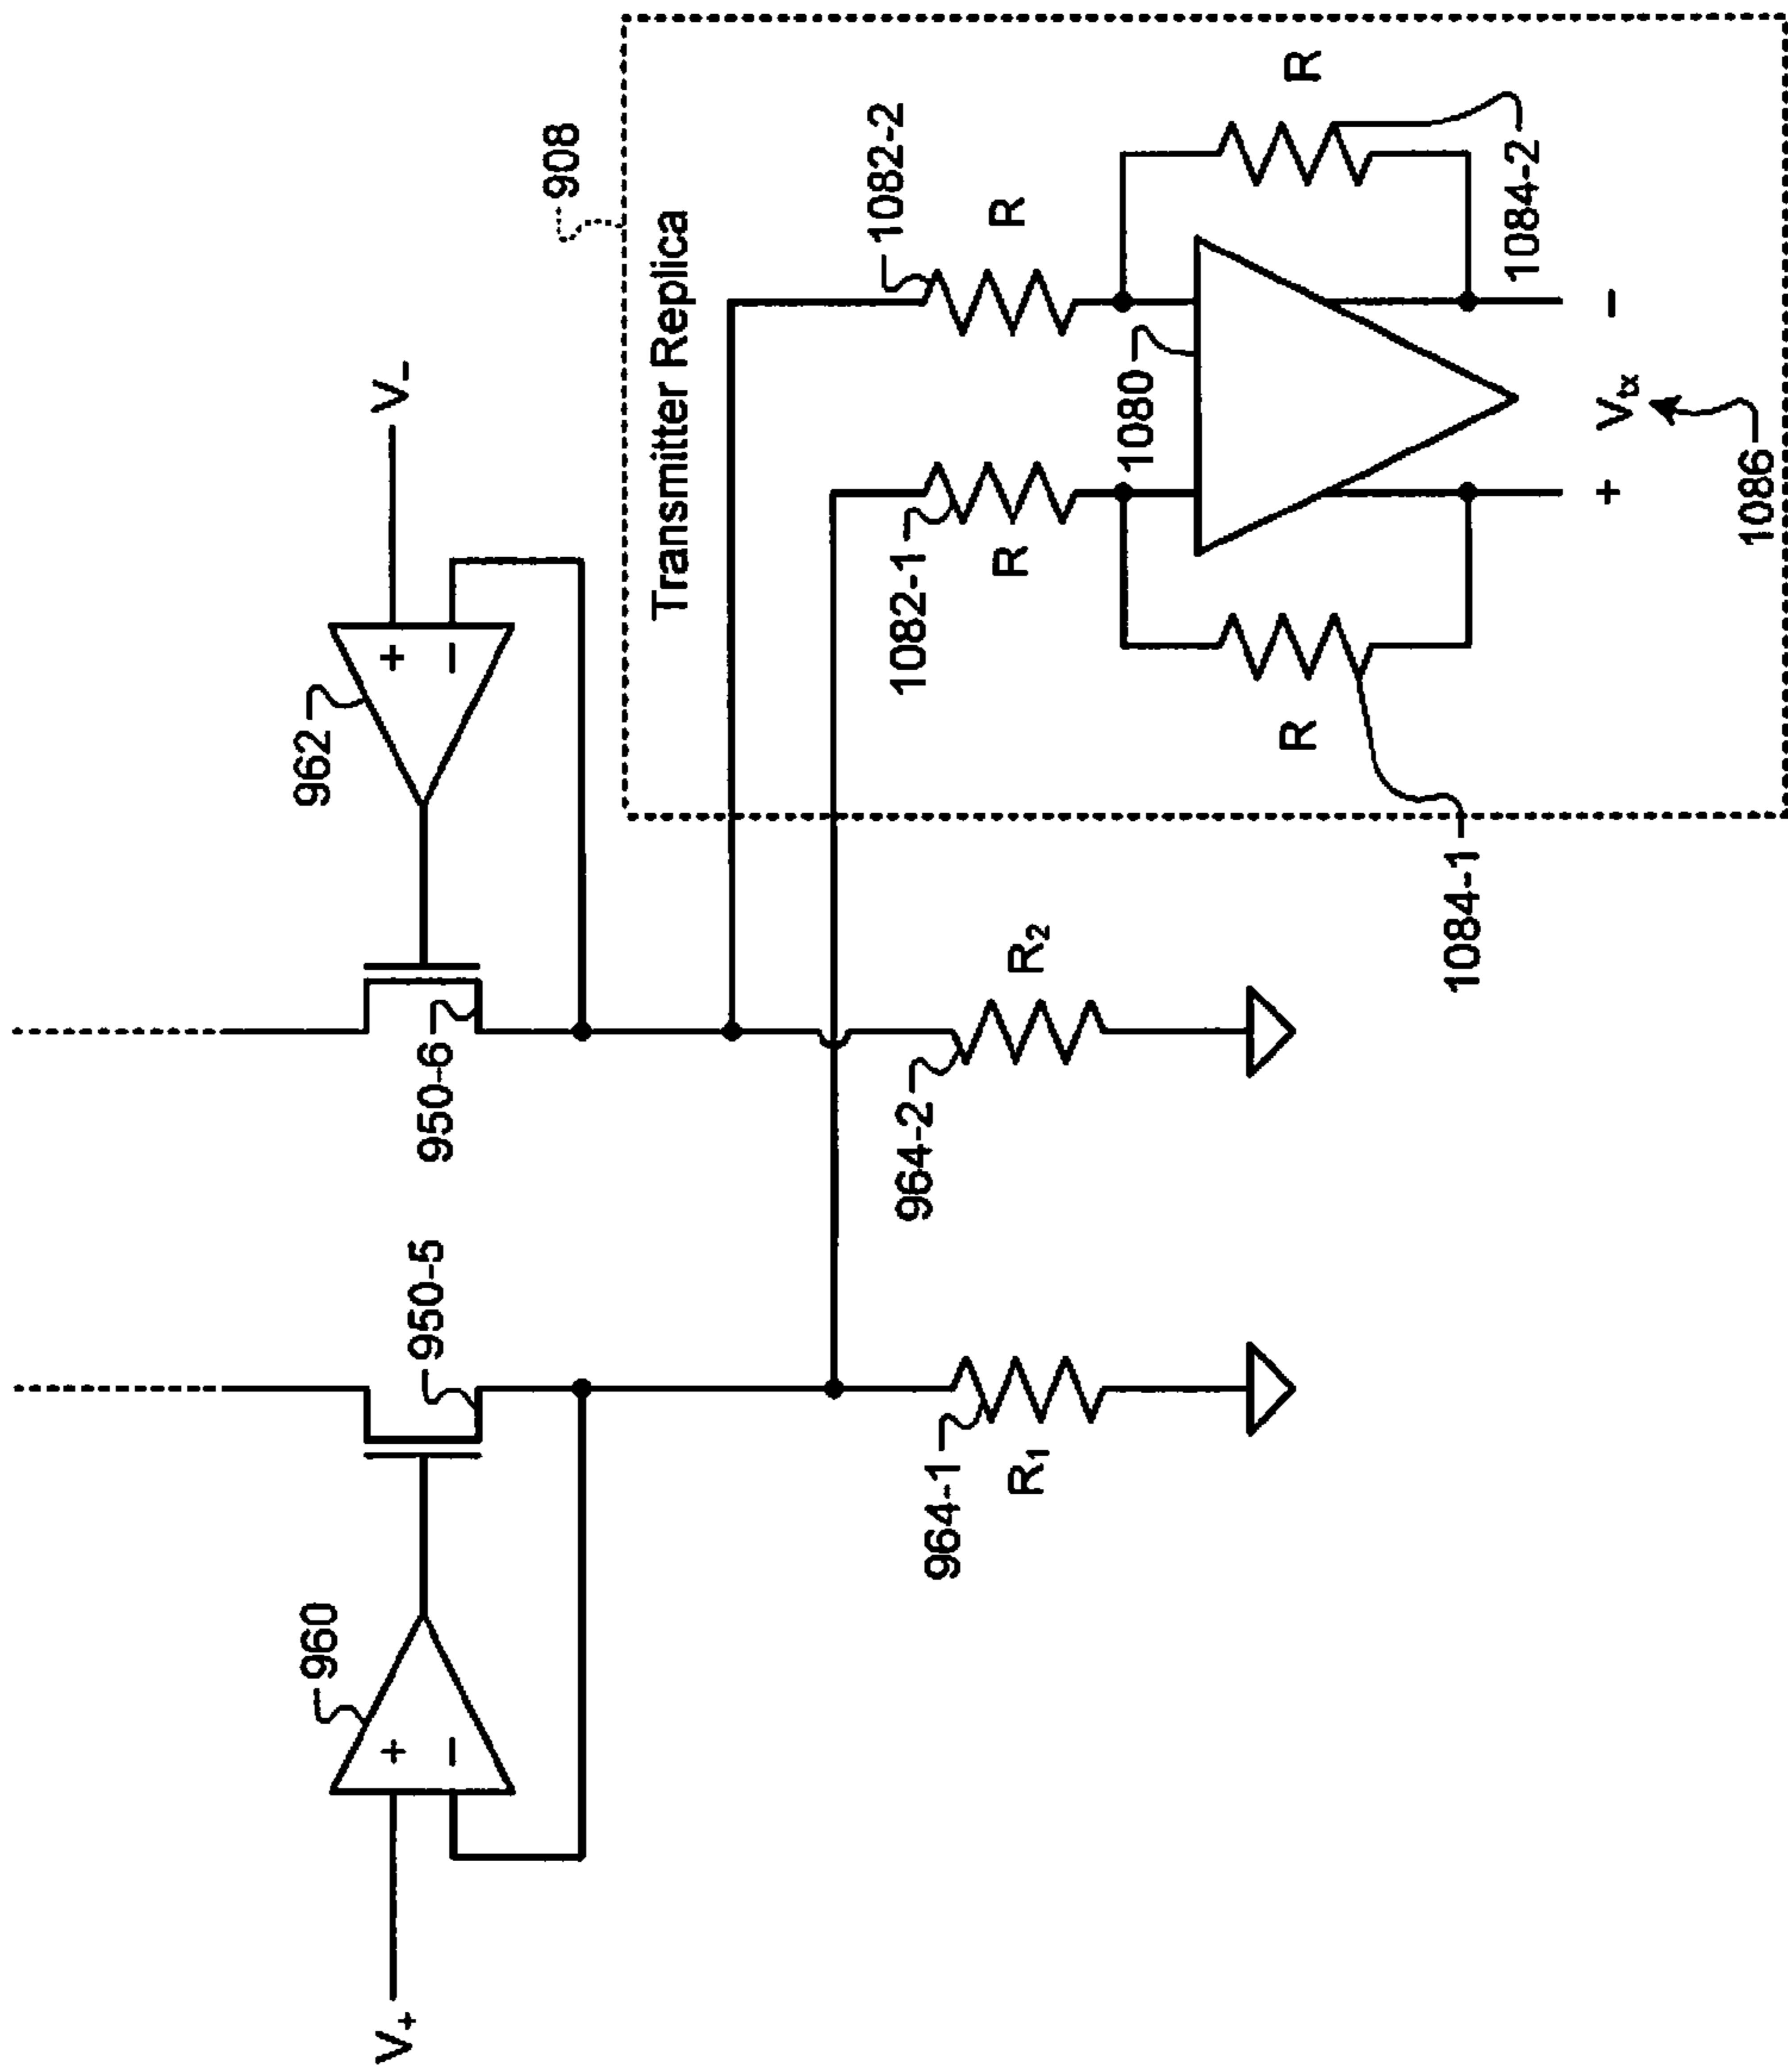 908
Transmitter Replica
V₋
962
+
−
950-6
950-5
960
+
−
V₊
1082-2
R
1082-1
R
R
1084-2
1080
R
1084-1
964-2
R₂
964-1
R₁
−
Vtx
+
1086